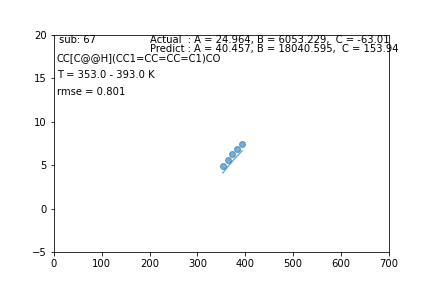 sub: 67
Actual : A = 24.964, B = 6053.229, C = -63.01
Predict : A = 40.457, B = 18040.595, C = 153.94
CC[C@@H](CC1=CC=CC=C1)CO
T = 353.0 - 393.0 K
rmse = 0.801
20
15
10
5
0
−5
0 100 200 300 400 500 600 700